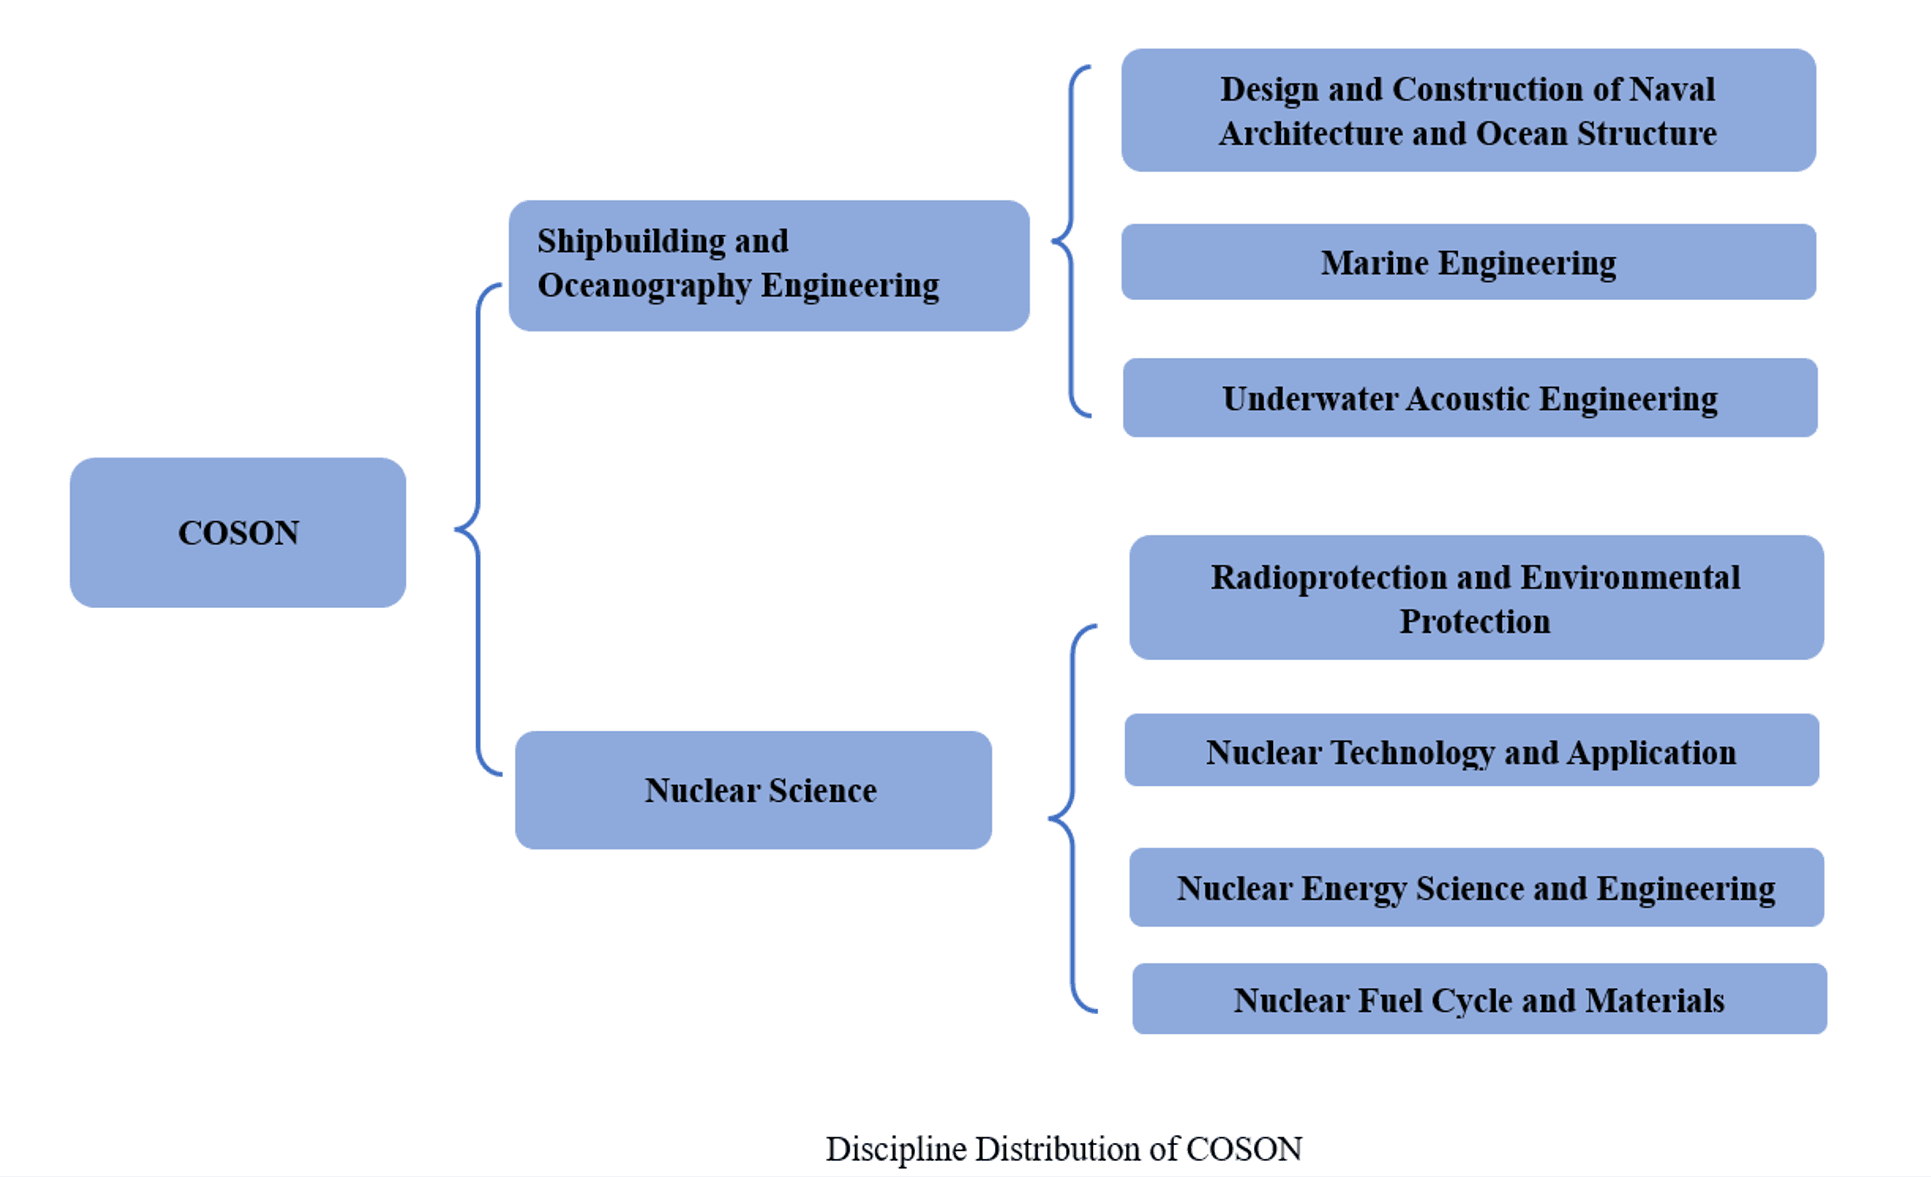 Design and Construction of Naval
Architecture and Ocean Structure
Shipbuilding and
Oceanography Engineering
Marine Engineering
Underwater Acoustic Engineering
COSON
Radioprotection and Environmental
Protection
Nuclear Technology and Application
Nuclear Science
Nuclear Energy Science and Engineering
Nuclear Fuel Cycle and Materials
Discipline Distribution of COSON